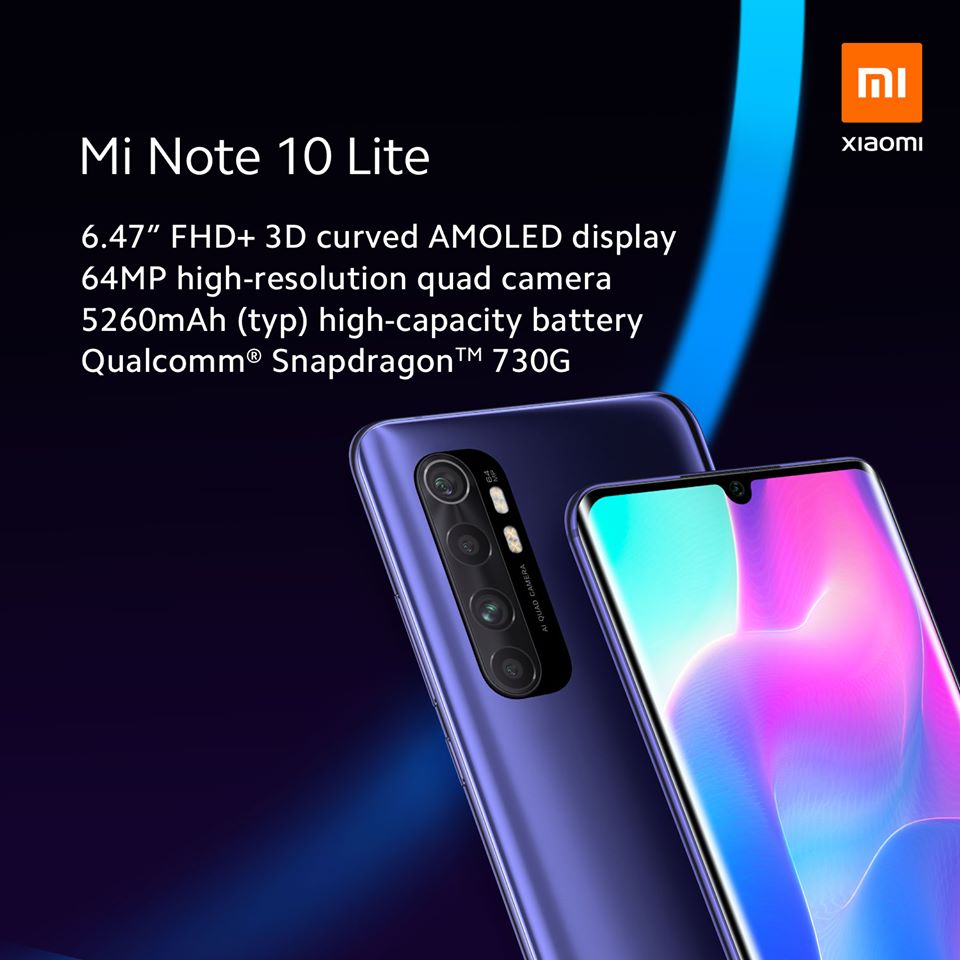 mi
xiaomi
Mi Note 10 Lite
6.47” FHD+ 3D curved AMOLED display
64MP high-resolution quad camera
5260mAh (typ) high-capacity battery
Qualcomm® Snapdragon™ 730G
64
MP
AI QUAD CAMERA